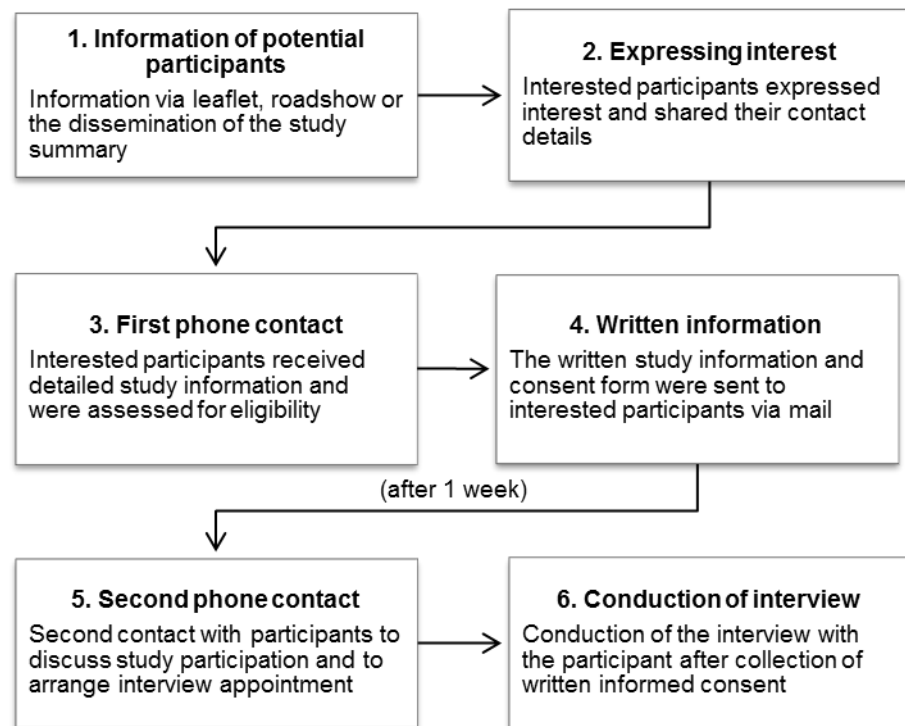 1. Information of potential
participants
Information via leaflet, roadshow or
the dissemination of the study
summary
2. Expressing interest
Interested participants expressed
interest and shared their contact
details
3. First phone contact
Interested participants received
detailed study information and
were assessed for eligibility
4. Written information
The written study information and
consent form were sent to
interested participants via mail
(after 1 week)
5. Second phone contact
Second contact with participants to
discuss study participation and to
arrange interview appointment
6. Conduction of interview
Conduction of the interview with
the participant after collection of
written informed consent